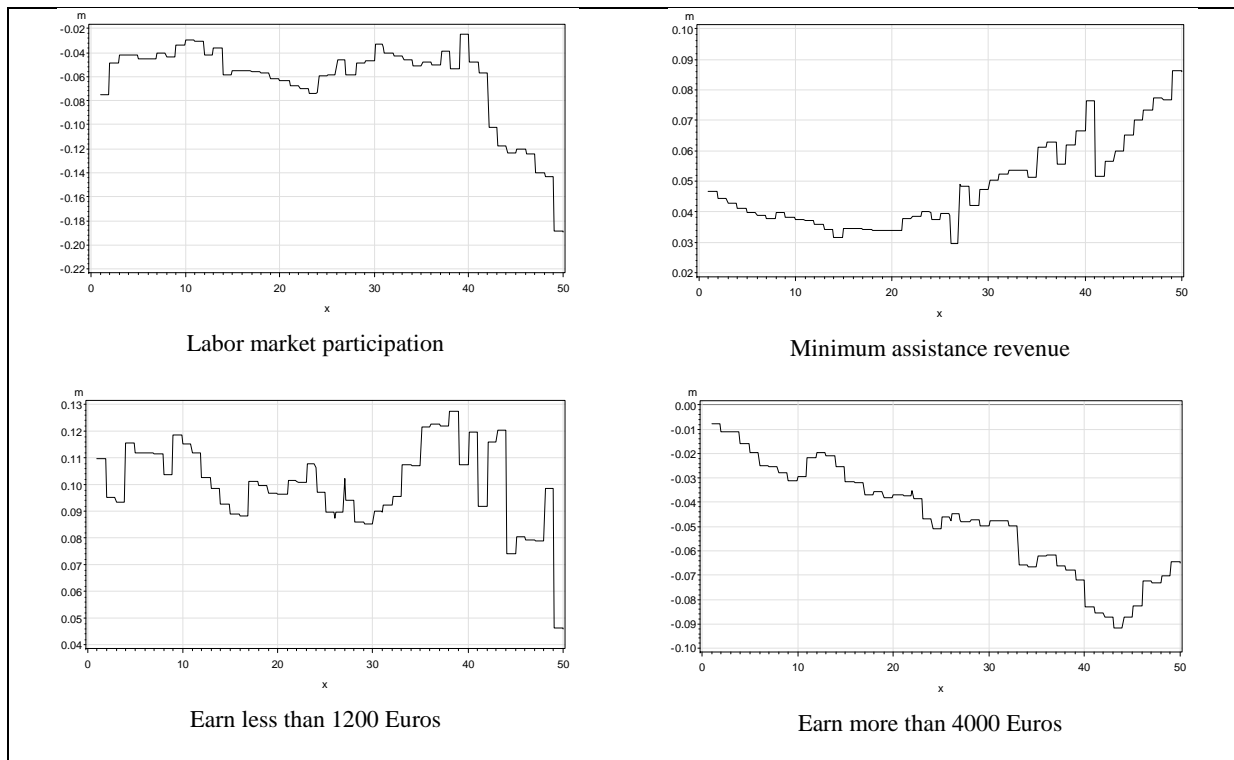 m
-0.02
-0.04
-0.06
-0.08
-0.10
-0.12
-0.14
-0.16
-0.18
-0.20
-0.22
0 10 20 30 40 50
x
Labor market participation
m
0.10
0.09
0.08
0.07
0.06
0.05
0.04
0.03
0.02
0 10 20 30 40 50
x
Minimum assistance revenue
m
0.13
0.12
0.11
0.10
0.09
0.08
0.07
0.06
0.05
0.04
0 10 20 30 40 50
x
Earn less than 1200 Euros
m
0.00
-0.01
-0.02
-0.03
-0.04
-0.05
-0.06
-0.07
-0.08
-0.09
-0.10
0 10 20 30 40 50
x
Earn more than 4000 Euros